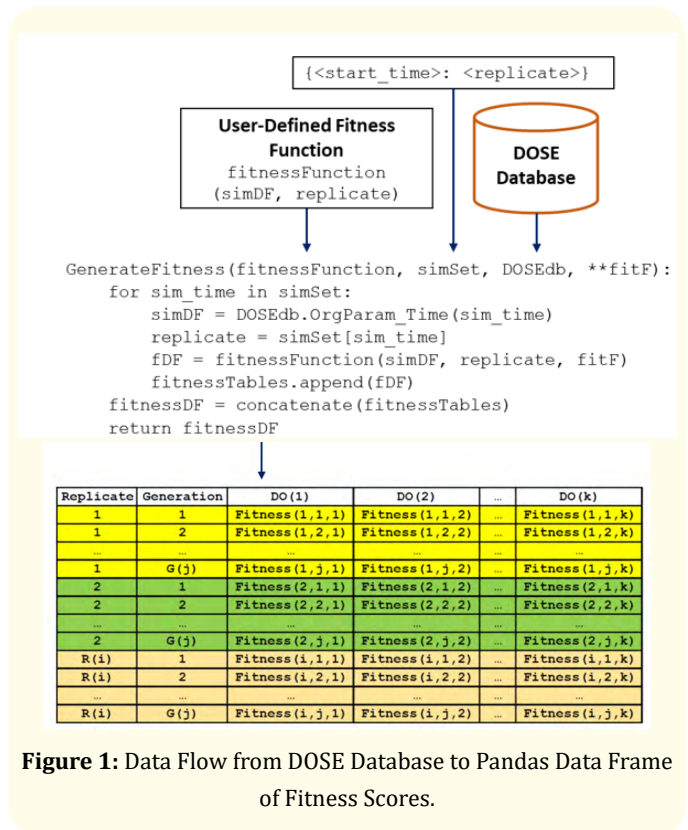 {<start_time>: <replicate>}
User-Defined Fitness
Function
fitnessFunction
(simDF, replicate)
DOSE
Database
GenerateFitness(fitnessFunction, simSet, DOSEdb, **fitF):
for sim_time in simSet:
simDF = DOSEdb.OrgParam_Time(sim_time)
replicate = simSet[sim_time]
fDF = fitnessFunction(simDF, replicate, fitF)
fitnessTables.append(fDF)
fitnessDF = concatenate(fitnessTables)
return fitnessDF
Replicate Generation DO(1) DO(2) … DO(k)
1 1 Fitness(1,1,1) Fitness(1,1,2) … Fitness(1,1,k)
1 2 Fitness(1,2,1) Fitness(1,2,2) … Fitness(1,2,k)
… … … … … …
1 G(j) Fitness(1,j,1) Fitness(1,j,2) … Fitness(1,j,k)
2 1 Fitness(2,1,1) Fitness(2,1,2) … Fitness(2,1,k)
2 2 Fitness(2,2,1) Fitness(2,2,2) … Fitness(2,2,k)
… … … … … …
2 G(j) Fitness(2,j,1) Fitness(2,j,2) … Fitness(2,j,k)
R(i) 1 Fitness(i,1,1) Fitness(i,1,2) … Fitness(i,1,k)
R(i) 2 Fitness(i,2,1) Fitness(i,2,2) … Fitness(i,2,k)
… … … … … …
R(i) G(j) Fitness(i,j,1) Fitness(i,j,2) … Fitness(i,j,k)
Figure 1: Data Flow from DOSE Database to Pandas Data Frame
of Fitness Scores.